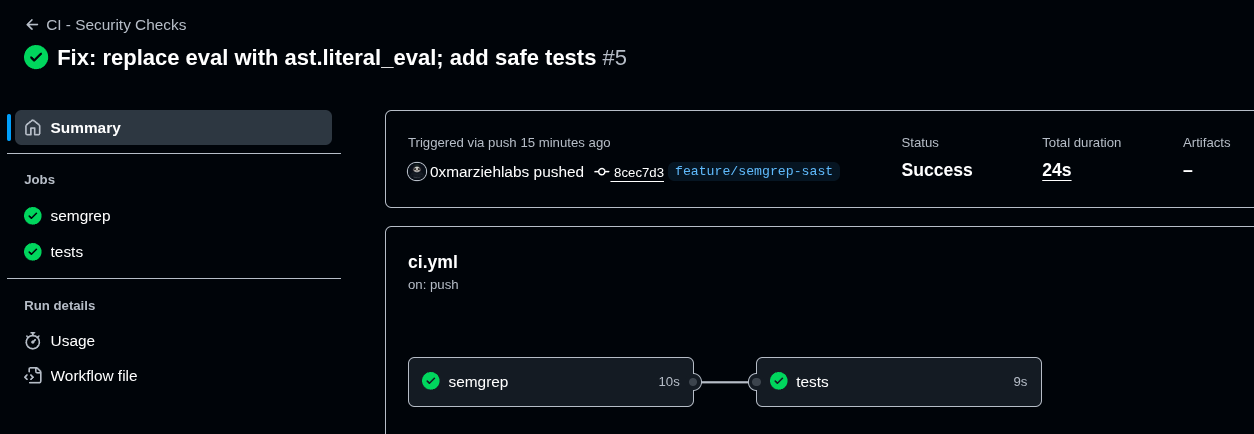 CI - Security Checks
Fix: replace eval with ast.literal_eval; add safe tests #5
Summary
Jobs
semgrep
tests
Run details
Usage
Workflow file
Triggered via push 15 minutes ago
0xmarziehlabs pushed 8cec7d3 feature/semgrep-sast
Status
Success
Total duration
24s
Artifacts
–
ci.yml
on: push
semgrep 10s
tests 9s